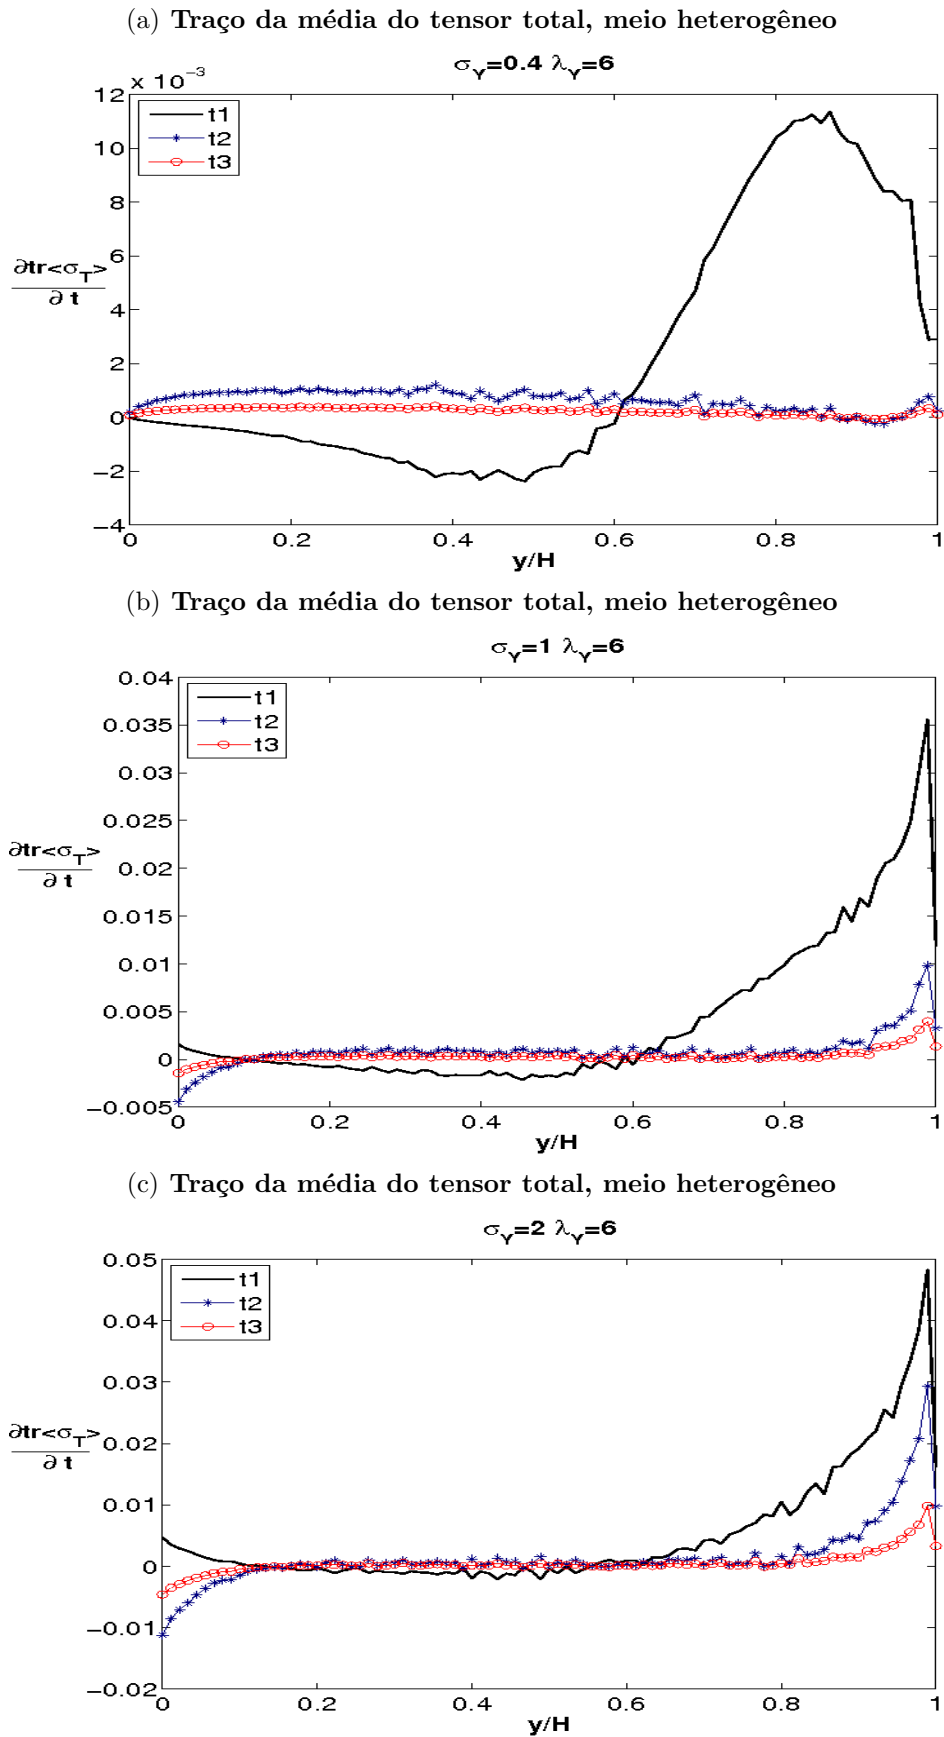 (a) Traço da média do tensor total, meio heterogêneo
σY=0.4 λY=6
x 10⁻³
12
10
8
6
4
2
0
−2
−4
t1
t2
t3
∂tr<σT>
∂ t
0 0.2 0.4 0.6 0.8 1
y/H
(b) Traço da média do tensor total, meio heterogêneo
σY=1 λY=6
0.04
0.035
0.03
0.025
0.02
0.015
0.01
0.005
0
−0.005
t1
t2
t3
∂tr<σT>
∂ t
0 0.2 0.4 0.6 0.8 1
y/H
(c) Traço da média do tensor total, meio heterogêneo
σY=2 λY=6
0.05
0.04
0.03
0.02
0.01
0
−0.01
−0.02
t1
t2
t3
∂tr<σT>
∂ t
0 0.2 0.4 0.6 0.8 1
y/H